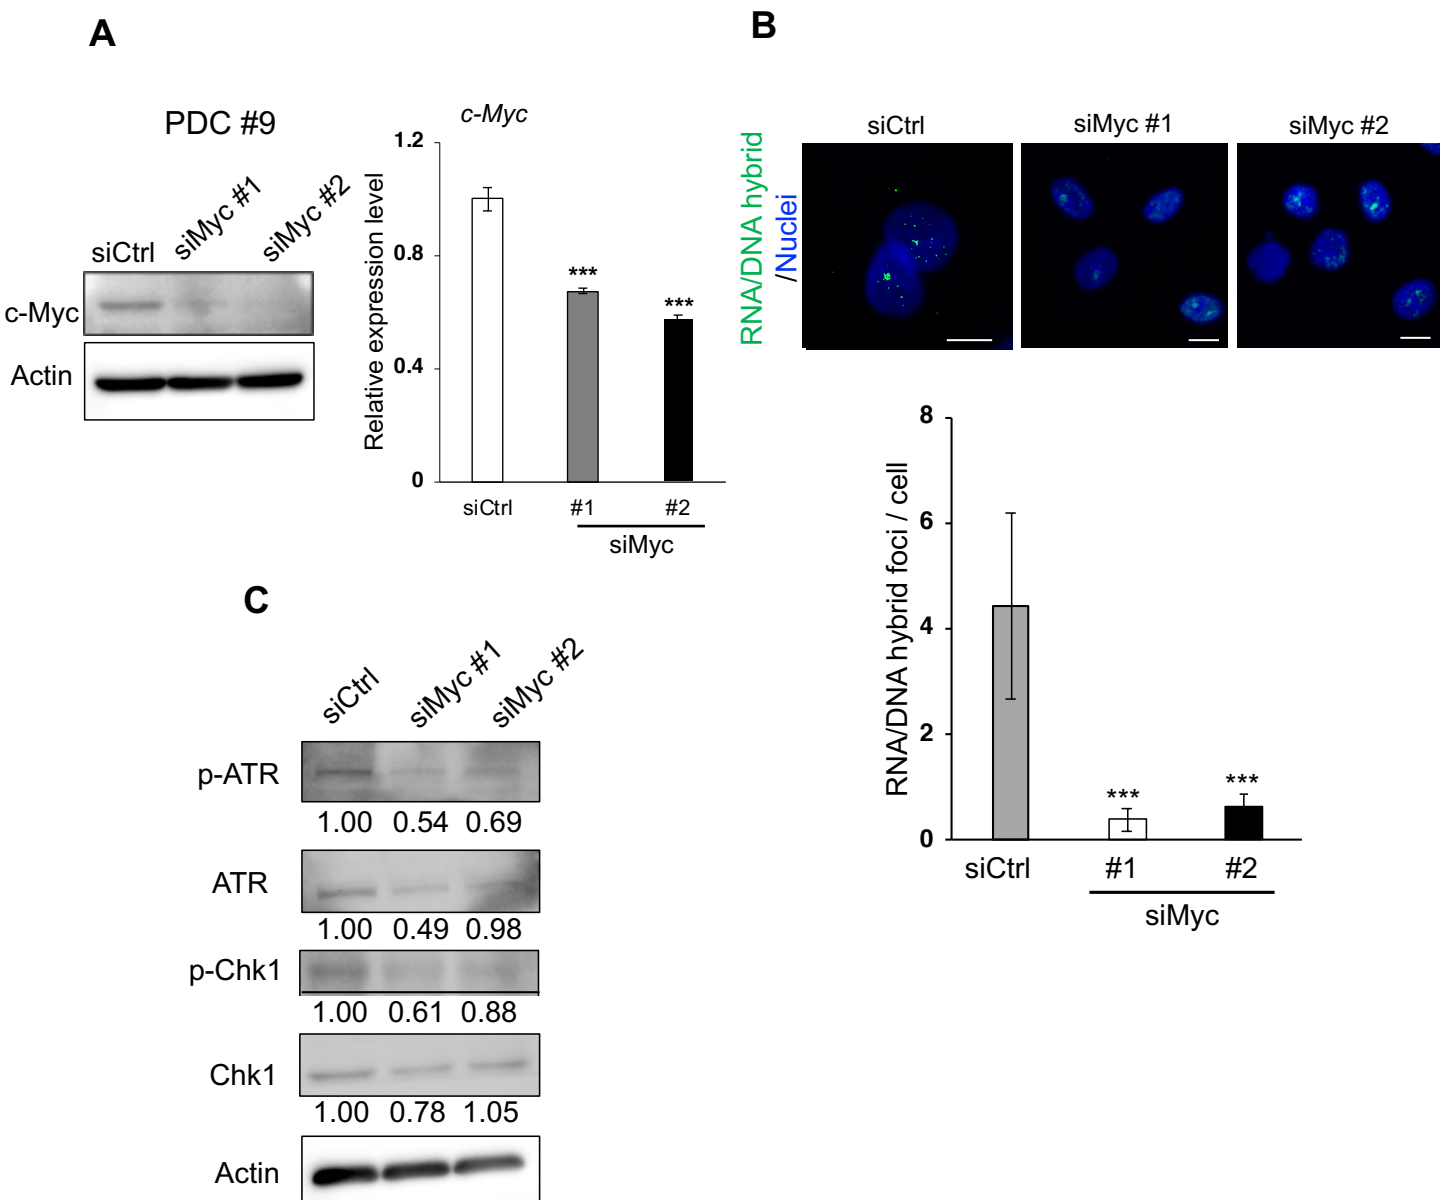 A
PDC #9
siCtrl
siMyc #1
siMyc #2
c-Myc
Actin
c-Myc
Relative expression level
1.2
0.8
0.4
0
***
***
siCtrl
#1
#2
siMyc
B
siCtrl
siMyc #1
siMyc #2
RNA/DNA hybrid
/Nuclei
RNA/DNA hybrid foci / cell
8
6
4
2
0
***
***
siCtrl
#1
#2
siMyc
C
siCtrl
siMyc #1
siMyc #2
p-ATR
1.00 0.54 0.69
ATR
1.00 0.49 0.98
p-Chk1
1.00 0.61 0.88
Chk1
1.00 0.78 1.05
Actin